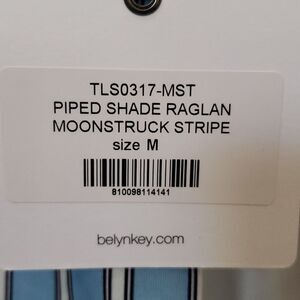 TLS0317-MST
PIPED SHADE RAGLAN
MOONSTRUCK STRIPE
size M
810098114141
belynkey.com